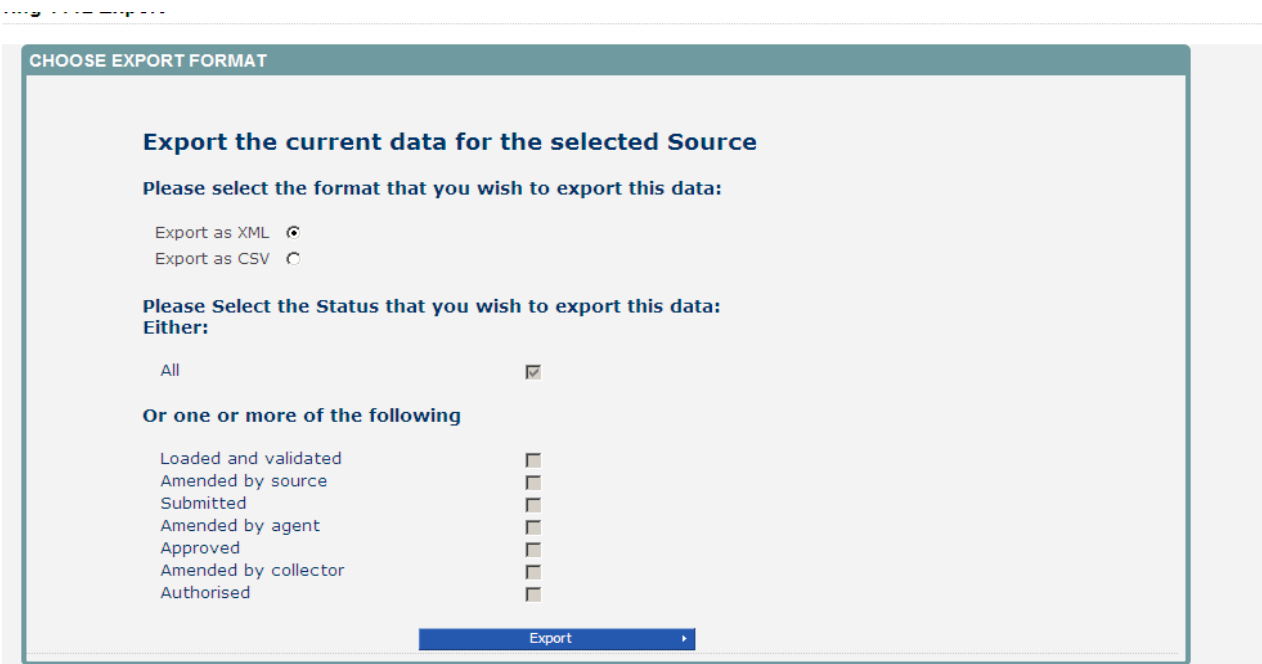 CHOOSE EXPORT FORMAT
Export the current data for the selected Source
Please select the format that you wish to export this data:
Export as XML
Export as CSV
Please Select the Status that you wish to export this data:
Either:
All
Or one or more of the following
Loaded and validated
Amended by source
Submitted
Amended by agent
Approved
Amended by collector
Authorised
Export